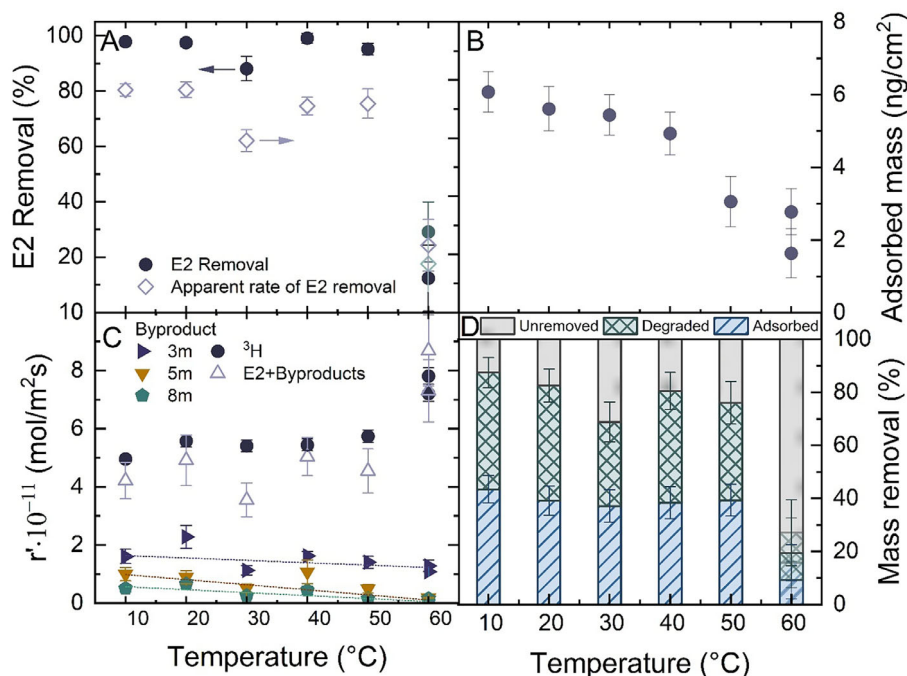 A
E2 Removal (%)
100
80
60
40
20
10
E2 Removal
Apparent rate of E2 removal
B
Adsorbed mass (ng/cm²)
8
6
4
2
0
C
r'·10⁻¹¹ (mol/m²s)
8
6
4
2
0
Byproduct
3m
5m
8m
³H
E2+Byproducts
10 20 30 40 50 60
Temperature (°C)
D
Unremoved Degraded Adsorbed
Mass removal (%)
100
80
60
40
20
0
10 20 30 40 50 60
Temperature (°C)